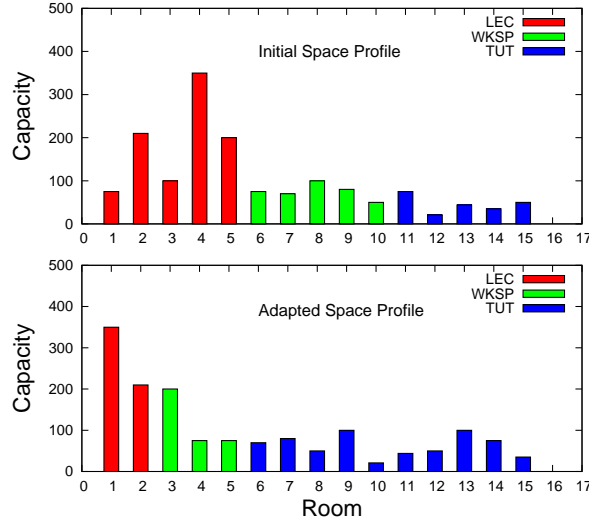 500
400
300
200
100
0
Capacity
Initial Space Profile
LEC
WKSP
TUT
0 1 2 3 4 5 6 7 8 9 10 11 12 13 14 15 16 17
500
400
300
200
100
0
Capacity
Adapted Space Profile
LEC
WKSP
TUT
0 1 2 3 4 5 6 7 8 9 10 11 12 13 14 15 16 17
Room